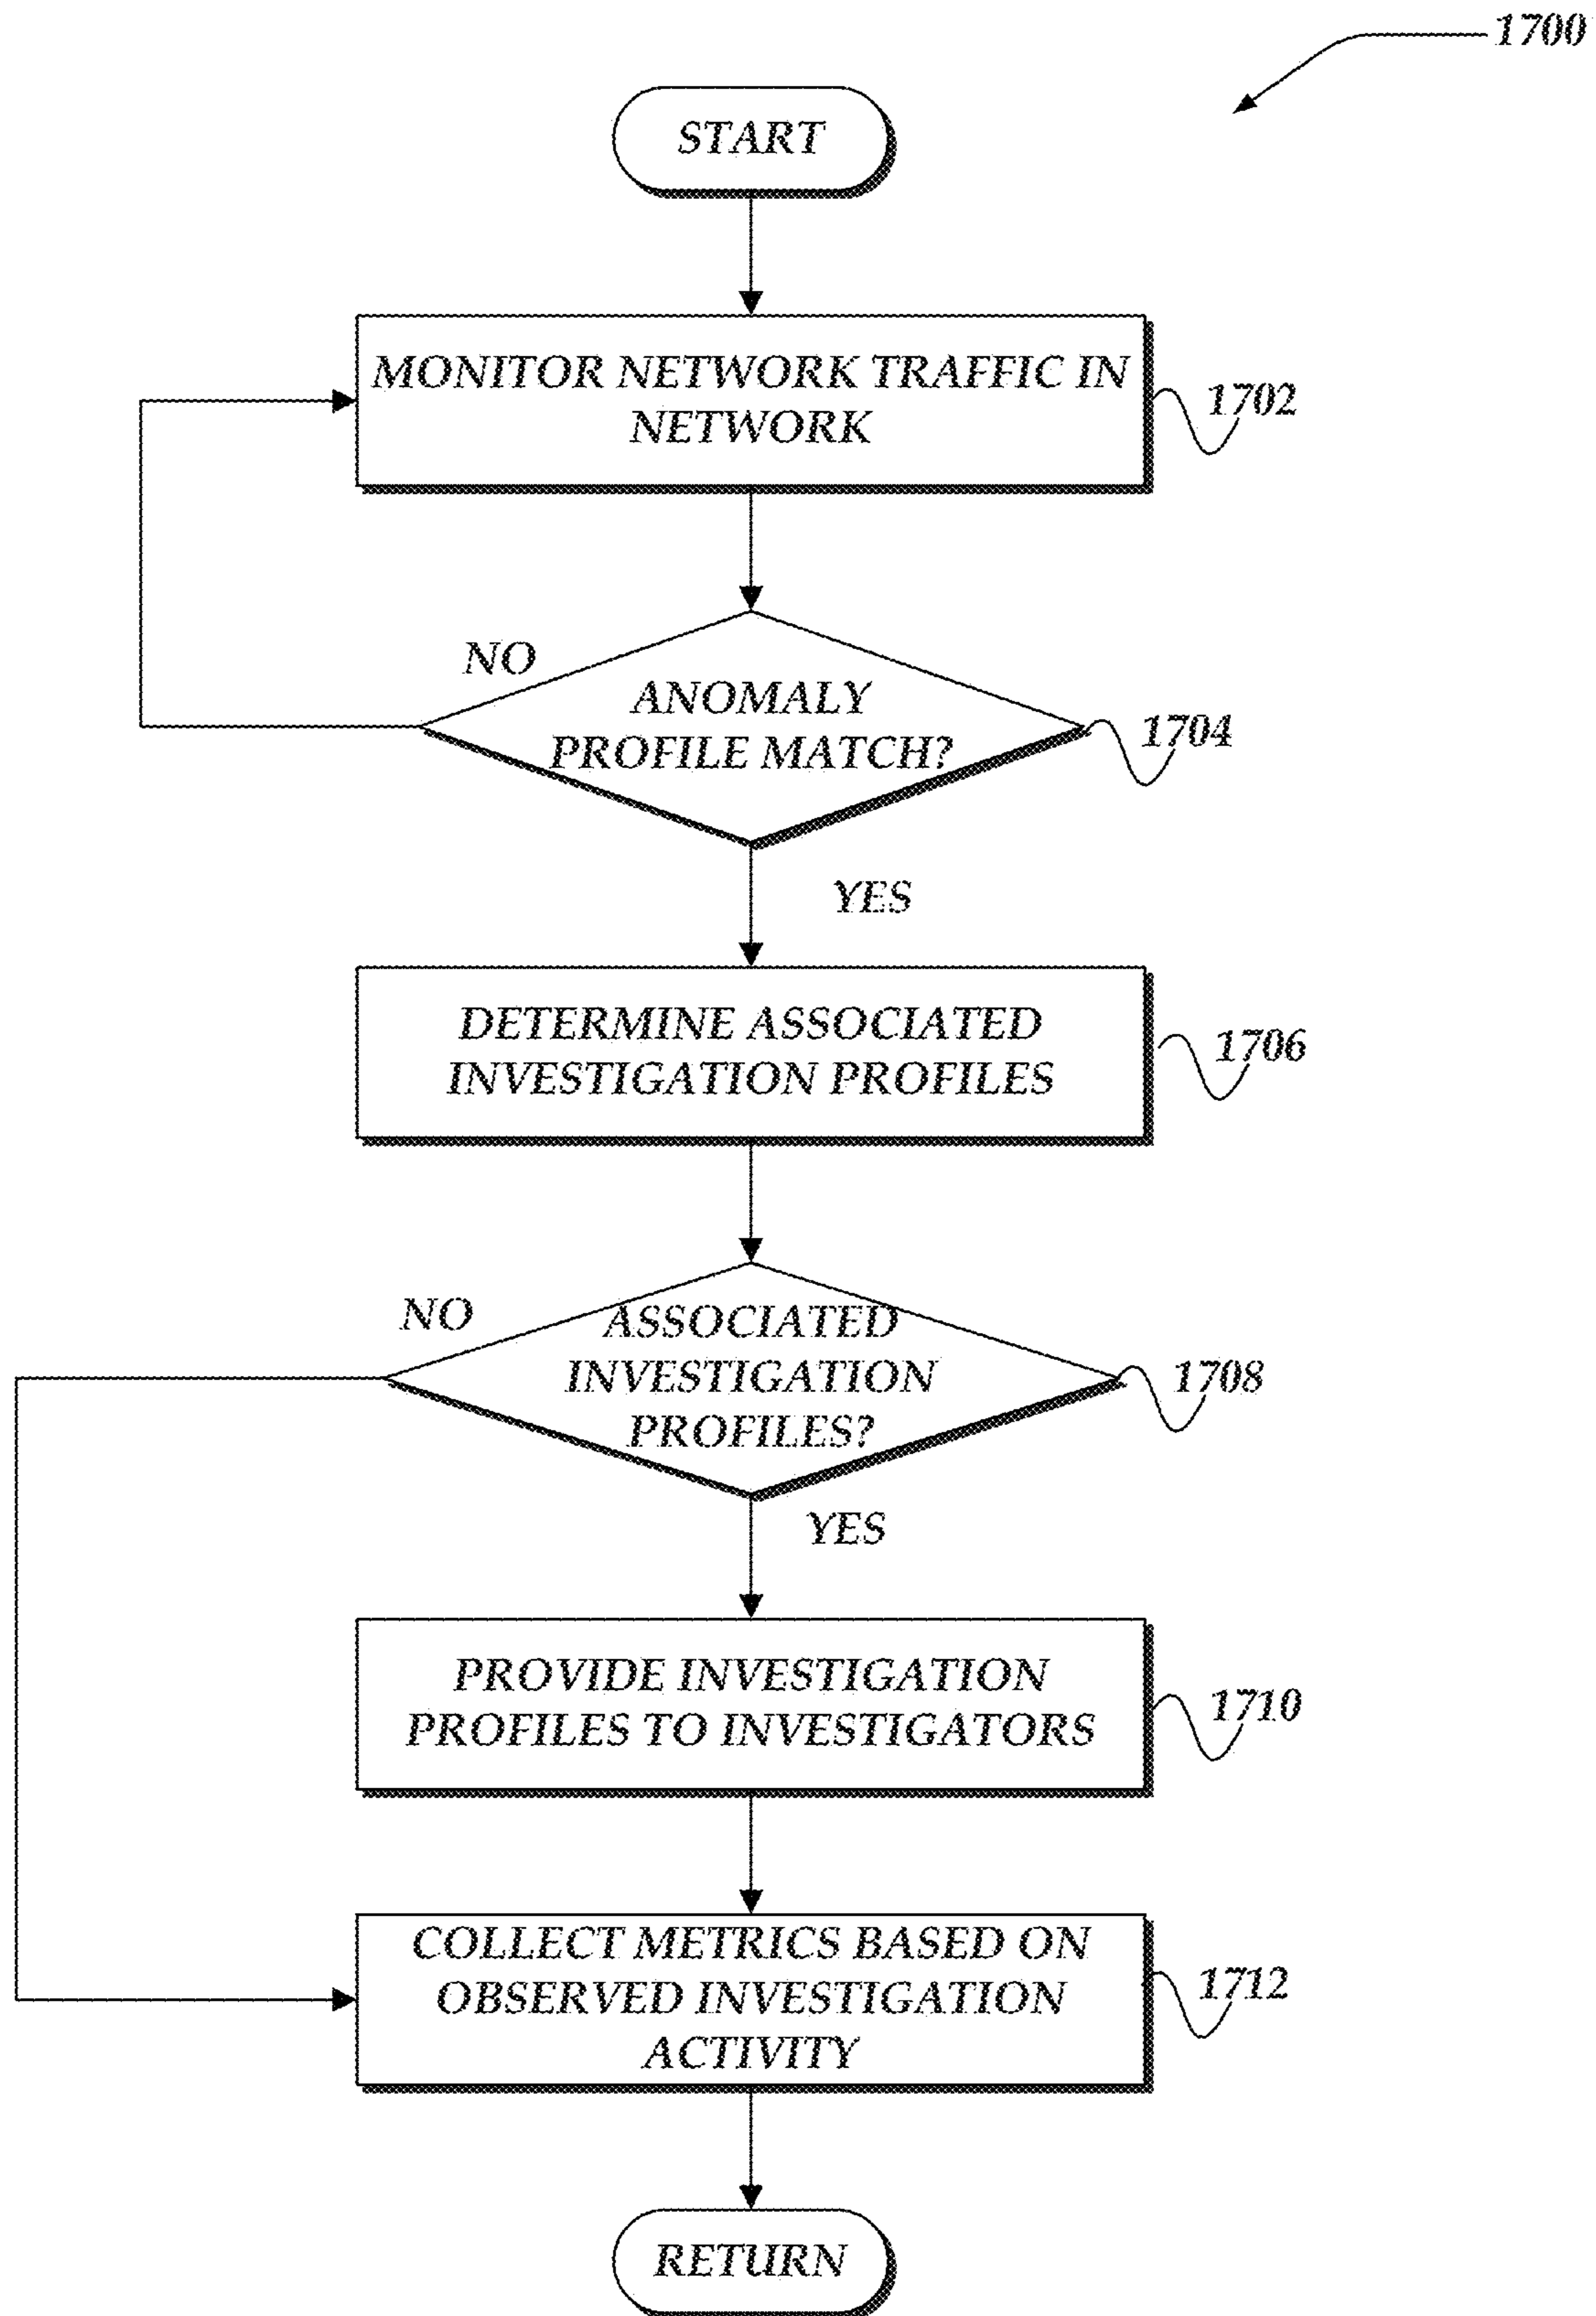 1700
START
MONITOR NETWORK TRAFFIC IN
NETWORK
1702
NO
ANOMALY
PROFILE MATCH?
1704
YES
DETERMINE ASSOCIATED
INVESTIGATION PROFILES
1706
NO
ASSOCIATED
INVESTIGATION
PROFILES?
1708
YES
PROVIDE INVESTIGATION
PROFILES TO INVESTIGATORS
1710
COLLECT METRICS BASED ON
OBSERVED INVESTIGATION
ACTIVITY
1712
RETURN